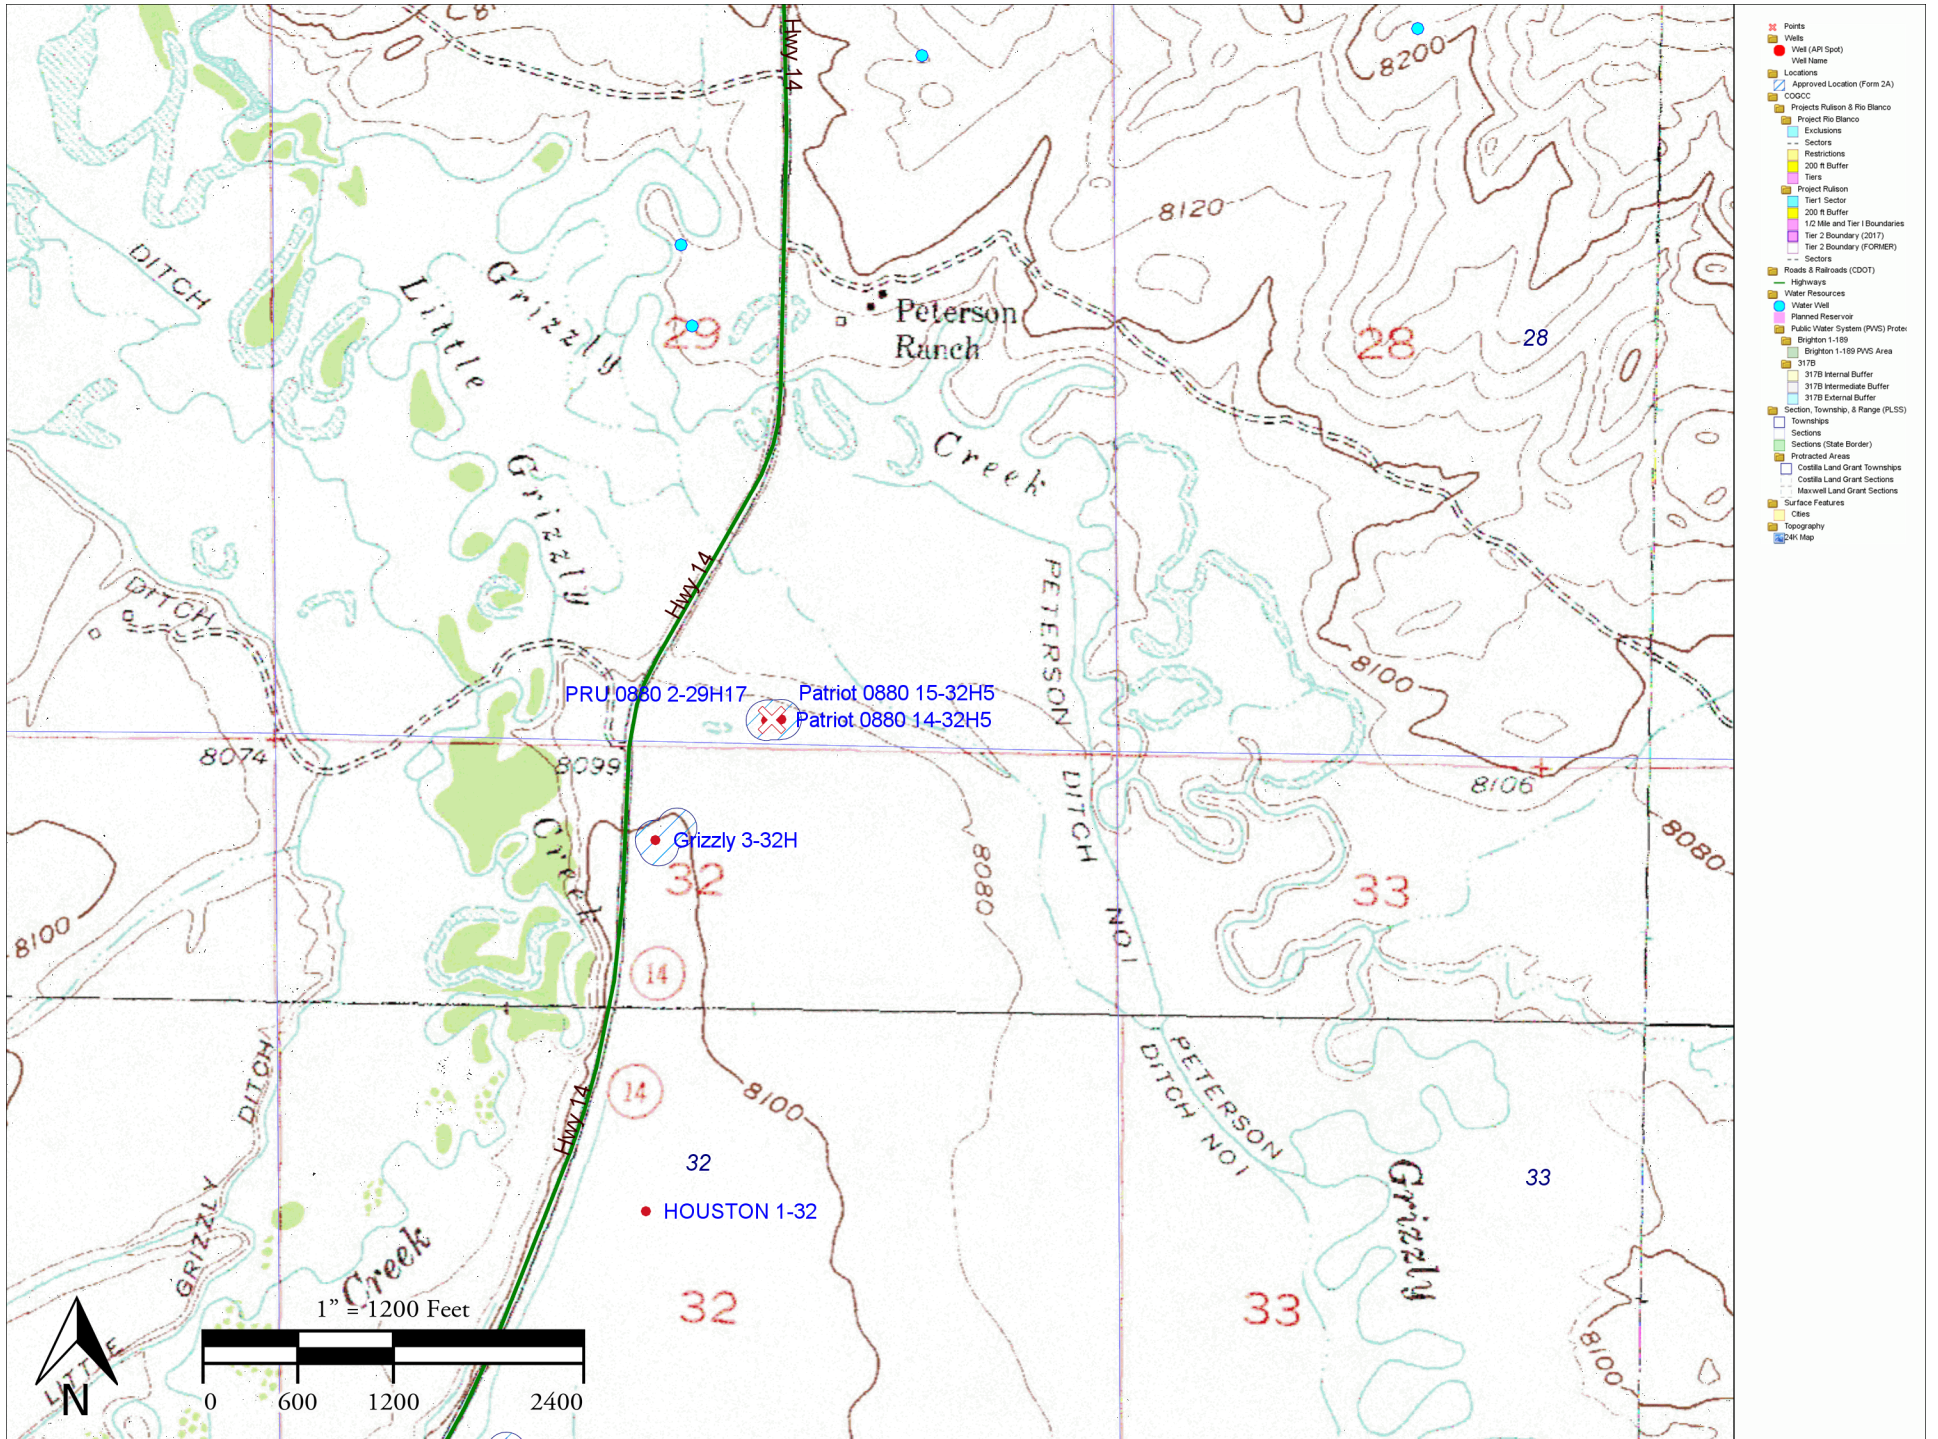 8200
Hwy 14
8120
DITCH
Little
Grizzly
29
Peterson
Ranch
28
28
Creek
Grizzly
Hwy 14
PETERSON
DITCH
8100
PRU 0880 2-29H17
Patriot 0880 15-32H5
Patriot 0880 14-32H5
8074
8099
8106
DITCH
Creek
Grizzly 3-32H
32
8080
8080
33
8100
NO 1
14
14
DITCH
8100
Hwy 14
PETERSON
DITCH NO 1
32
33
HOUSTON 1-32
Grizzly
GRIZZLY
Creek
32
33
8100
LITTLE
1” = 1200 Feet
0 600 1200 2400
N
Points
Wells
Well (API Spot)
Well Name
Locations
Approved Location (Form 2A)
COGCC
Projects Rulison & Rio Blanco
Project Rio Blanco
Exclusions
Sectors
Restrictions
200 ft Buffer
Tiers
Project Rulison
Tier1 Sector
200 ft Buffer
1/2 Mile and Tier I Boundaries
Tier 2 Boundary (2017)
Tier 2 Boundary (FORMER)
Sectors
Roads & Railroads (CDOT)
Highways
Water Resources
Water Well
Planned Reservoir
Public Water System (PWS) Prote
Brighton 1-189
Brighton 1-189 PWS Area
317B
317B Internal Buffer
317B Intermediate Buffer
317B External Buffer
Section, Township, & Range (PLSS)
Townships
Sections
Sections (State Border)
Protracted Areas
Costilla Land Grant Townships
Costilla Land Grant Sections
Maxwell Land Grant Sections
Surface Features
Cities
Topography
24K Map